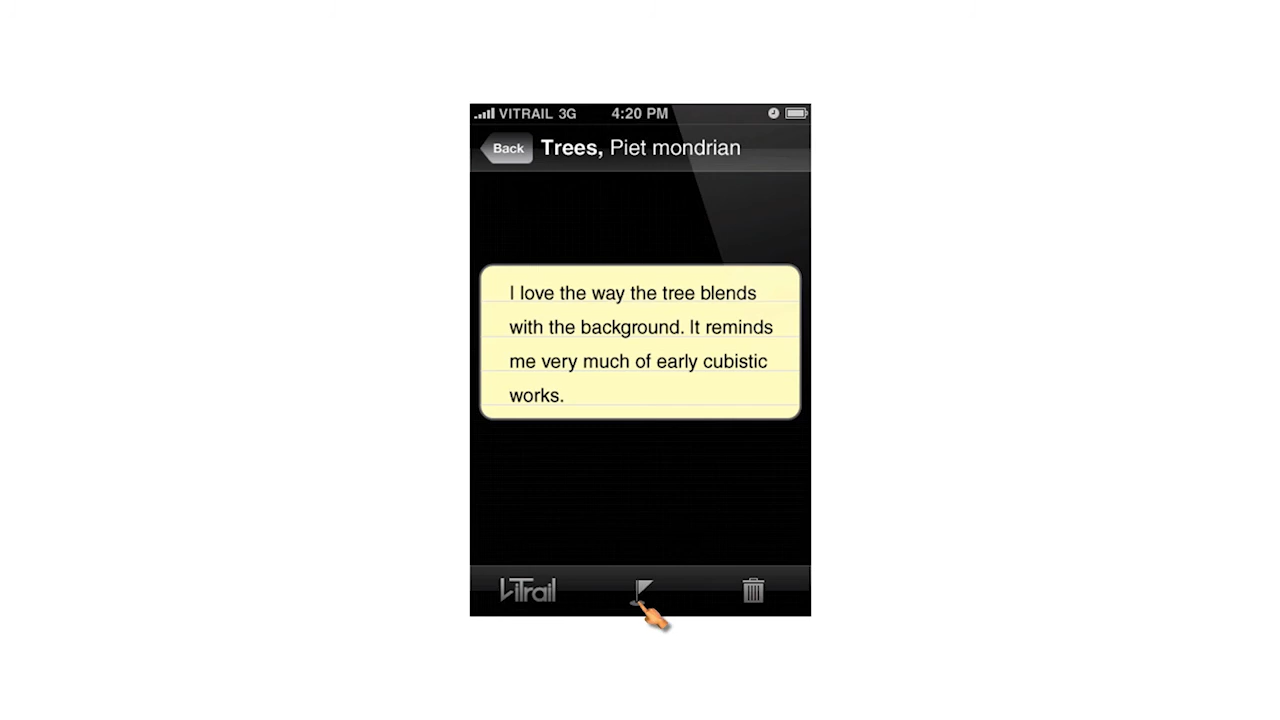 VITRAIL 3G 4:20 PM
Back Trees, Piet mondrian
I love the way the tree blends
with the background. It reminds
me very much of early cubistic
works.
ViTrail